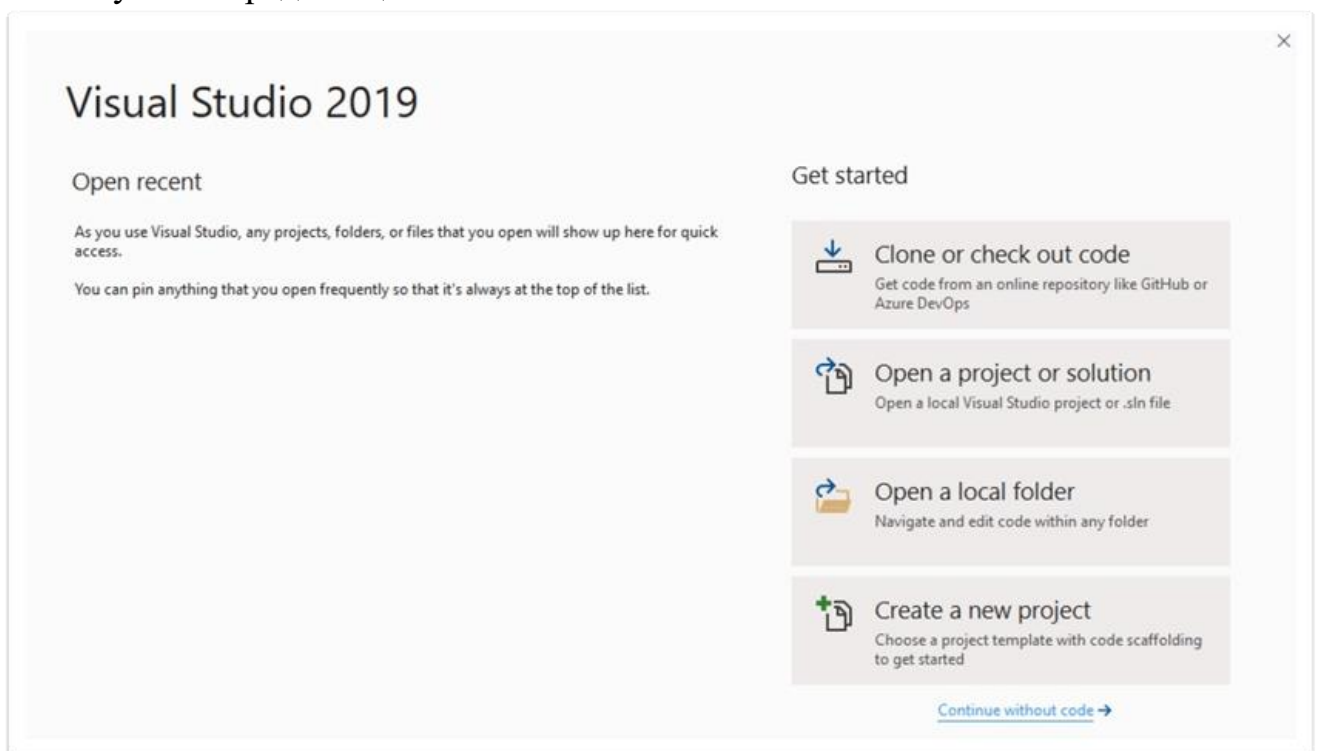 Visual Studio 2019
Open recent
As you use Visual Studio, any projects, folders, or files that you open will show up here for quick
access.
You can pin anything that you open frequently so that it's always at the top of the list.
Get started
Clone or check out code
Get code from an online repository like GitHub or
Azure DevOps
Open a project or solution
Open a local Visual Studio project or .sln file
Open a local folder
Navigate and edit code within any folder
Create a new project
Choose a project template with code scaffolding
to get started
Continue without code →